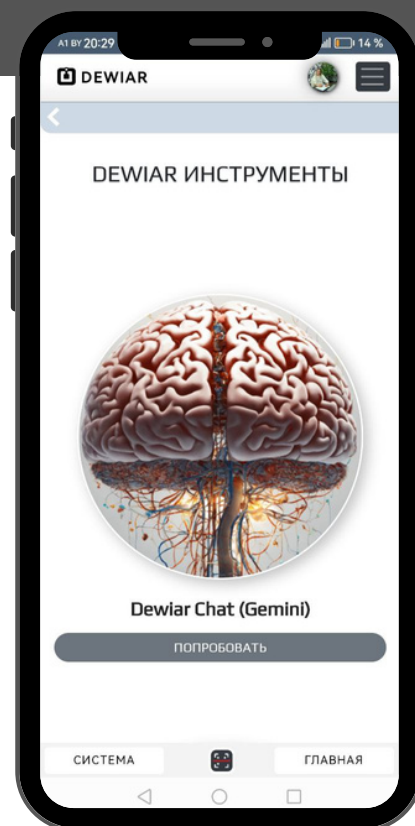 A1 BY 20:29
14 %
DEWIAR
DEWIAR ИНСТРУМЕНТЫ
Dewiar Chat (Gemini)
ПОПРОБОВАТЬ
СИСТЕМА
ГЛАВНАЯ